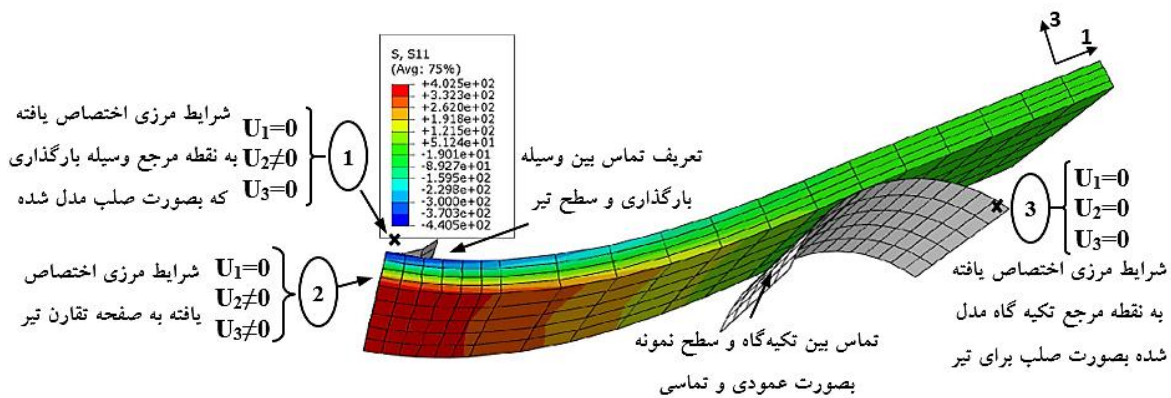 S, S11
(Avg: 75%)
+4.025e+02
+3.323e+02
+2.620e+02
+1.918e+02
+1.215e+02
+5.124e+01
-1.901e+01
-8.927e+01
-1.595e+02
-2.298e+02
-3.000e+02
-3.703e+02
-4.405e+02
3
1
شرایط مرزی اختصاص یافته
به نقطه مرجع وسیله بارگذاری
که بصورت صلب مدل شده
U₁=0
U₂≠0
U₃=0
1
تعریف تماس بین وسیله
بارگذاری و سطح تیر
شرایط مرزی اختصاص
یافته به صفحه تقارن تیر
U₁=0
U₂≠0
U₃≠0
2
تماس بین تکیه‌گاه و سطح نمونه
بصورت عمودی و تماسی
3
U₁=0
U₂=0
U₃=0
شرایط مرزی اختصاص یافته
به نقطه مرجع تکیه گاه مدل
شده بصورت صلب برای تیر